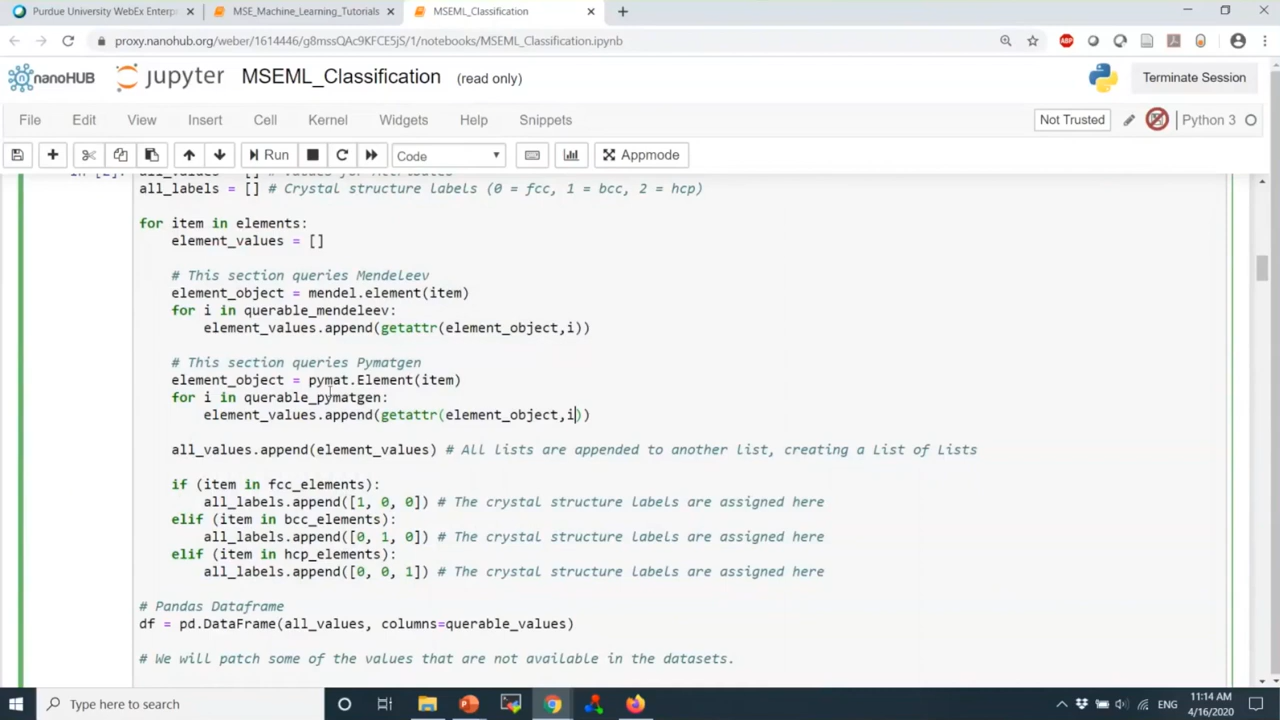 Purdue University WebEx Enterp
MSE_Machine_Learning_Tutorials
MSEML_Classification
proxy.nanohub.org/weber/1614446/g8mssQAc9KFCE5jS/1/notebooks/MSEML_Classification.ipynb
ABP
nanoHUB
jupyter
MSEML_Classification
(read only)
Terminate Session
File Edit View Insert Cell Kernel Widgets Help Snippets
Not Trusted
Python 3
Run
Code
Appmode
all_labels = [] # Crystal structure labels (0 = fcc, 1 = bcc, 2 = hcp)
for item in elements:
element_values = []
# This section queries Mendeleev
element_object = mendel.element(item)
for i in querable_mendeleev:
element_values.append(getattr(element_object,i))
# This section queries Pymatgen
element_object = pymat.Element(item)
for i in querable_pymatgen:
element_values.append(getattr(element_object,i))
all_values.append(element_values) # All lists are appended to another list, creating a List of Lists
if (item in fcc_elements):
all_labels.append([1, 0, 0]) # The crystal structure labels are assigned here
elif (item in bcc_elements):
all_labels.append([0, 1, 0]) # The crystal structure labels are assigned here
elif (item in hcp_elements):
all_labels.append([0, 0, 1]) # The crystal structure labels are assigned here
# Pandas Dataframe
df = pd.DataFrame(all_values, columns=querable_values)
# We will patch some of the values that are not available in the datasets.
Type here to search
ENG
11:14 AM
4/16/2020